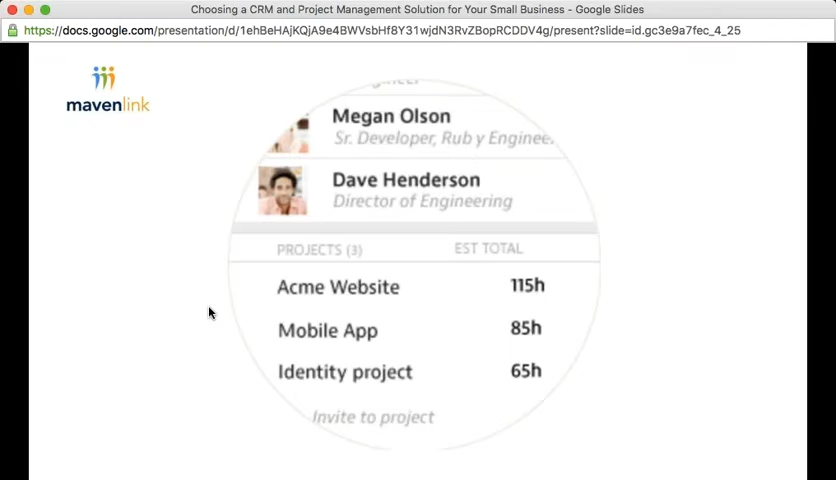 Choosing a CRM and Project Management Solution for Your Small Business - Google Slides
https://docs.google.com/presentation/d/1ehBeHAjKQjA9e4BWVsbHf8Y31wjdN3RvZBopRCDDV4g/present?slide=id.gc3e9a7fec_4_25
mavenlink
Megan Olson
Sr. Developer, Rub y Enginee
Dave Henderson
Director of Engineering
PROJECTS (3) EST TOTAL
Acme Website 115h
Mobile App 85h
Identity project 65h
Invite to project